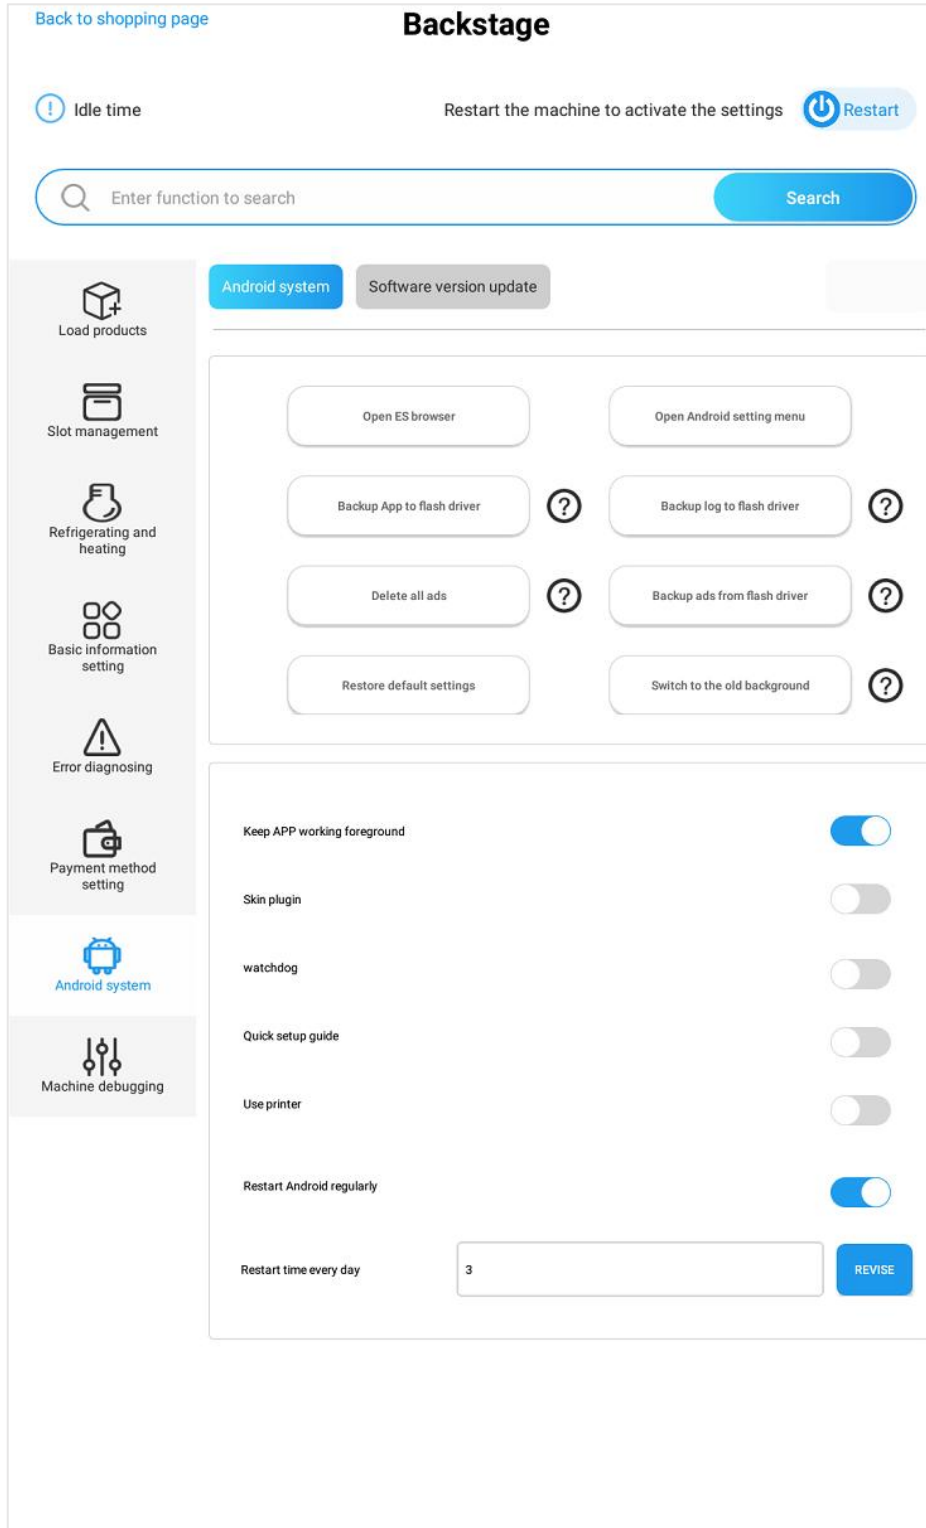 Back to shopping page
Backstage
Idle time
Restart the machine to activate the settings
Restart
Enter function to search
Search
Android system
Software version update
Load products
Slot management
Refrigerating and
heating
Basic information
setting
Error diagnosing
Payment method
setting
Android system
Machine debugging
Open ES browser
Open Android setting menu
Backup App to flash driver
Backup log to flash driver
Delete all ads
Backup ads from flash driver
Restore default settings
Switch to the old background
Keep APP working foreground
Skin plugin
watchdog
Quick setup guide
Use printer
Restart Android regularly
Restart time every day
3
REVISE